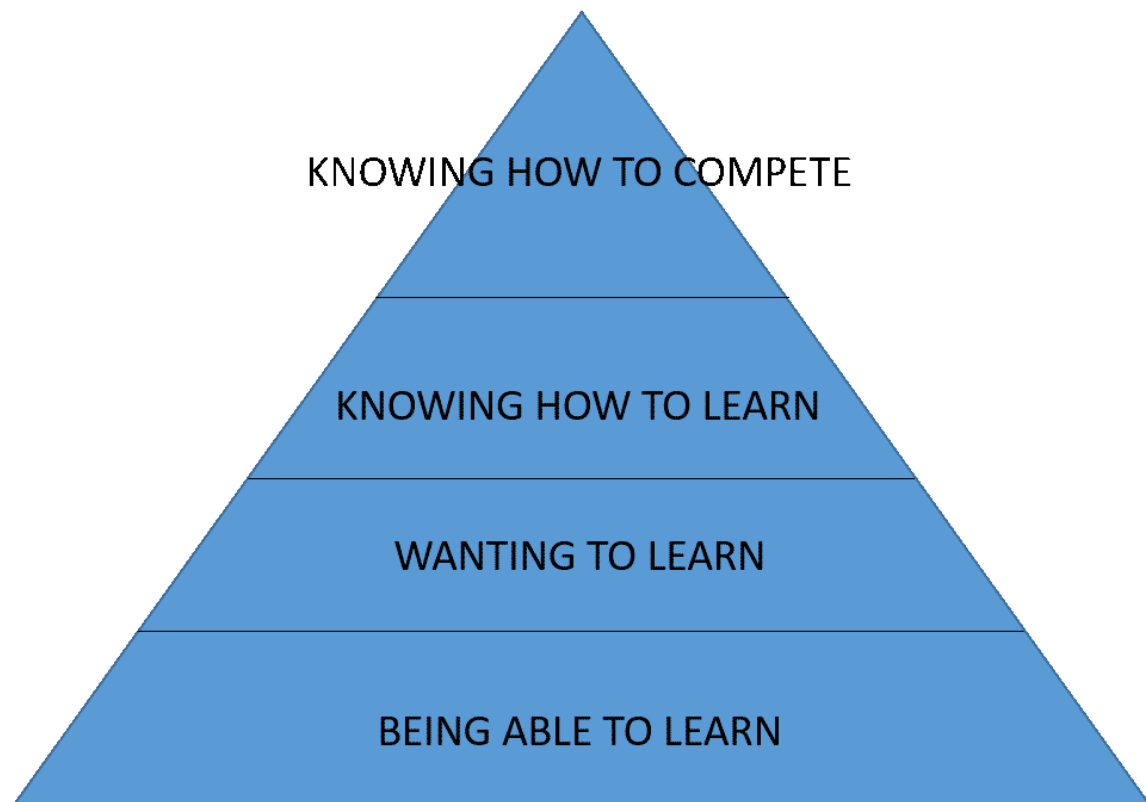 KNOWING HOW TO COMPETE
KNOWING HOW TO LEARN
WANTING TO LEARN
BEING ABLE TO LEARN